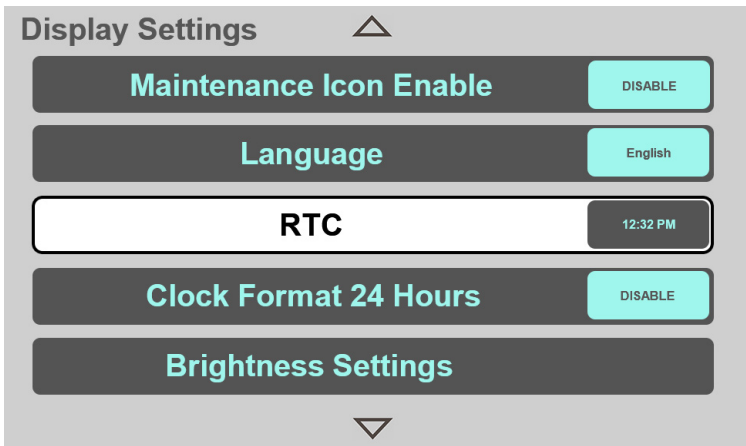 Display Settings
Maintenance Icon Enable DISABLE
Language English
RTC 12:32 PM
Clock Format 24 Hours DISABLE
Brightness Settings